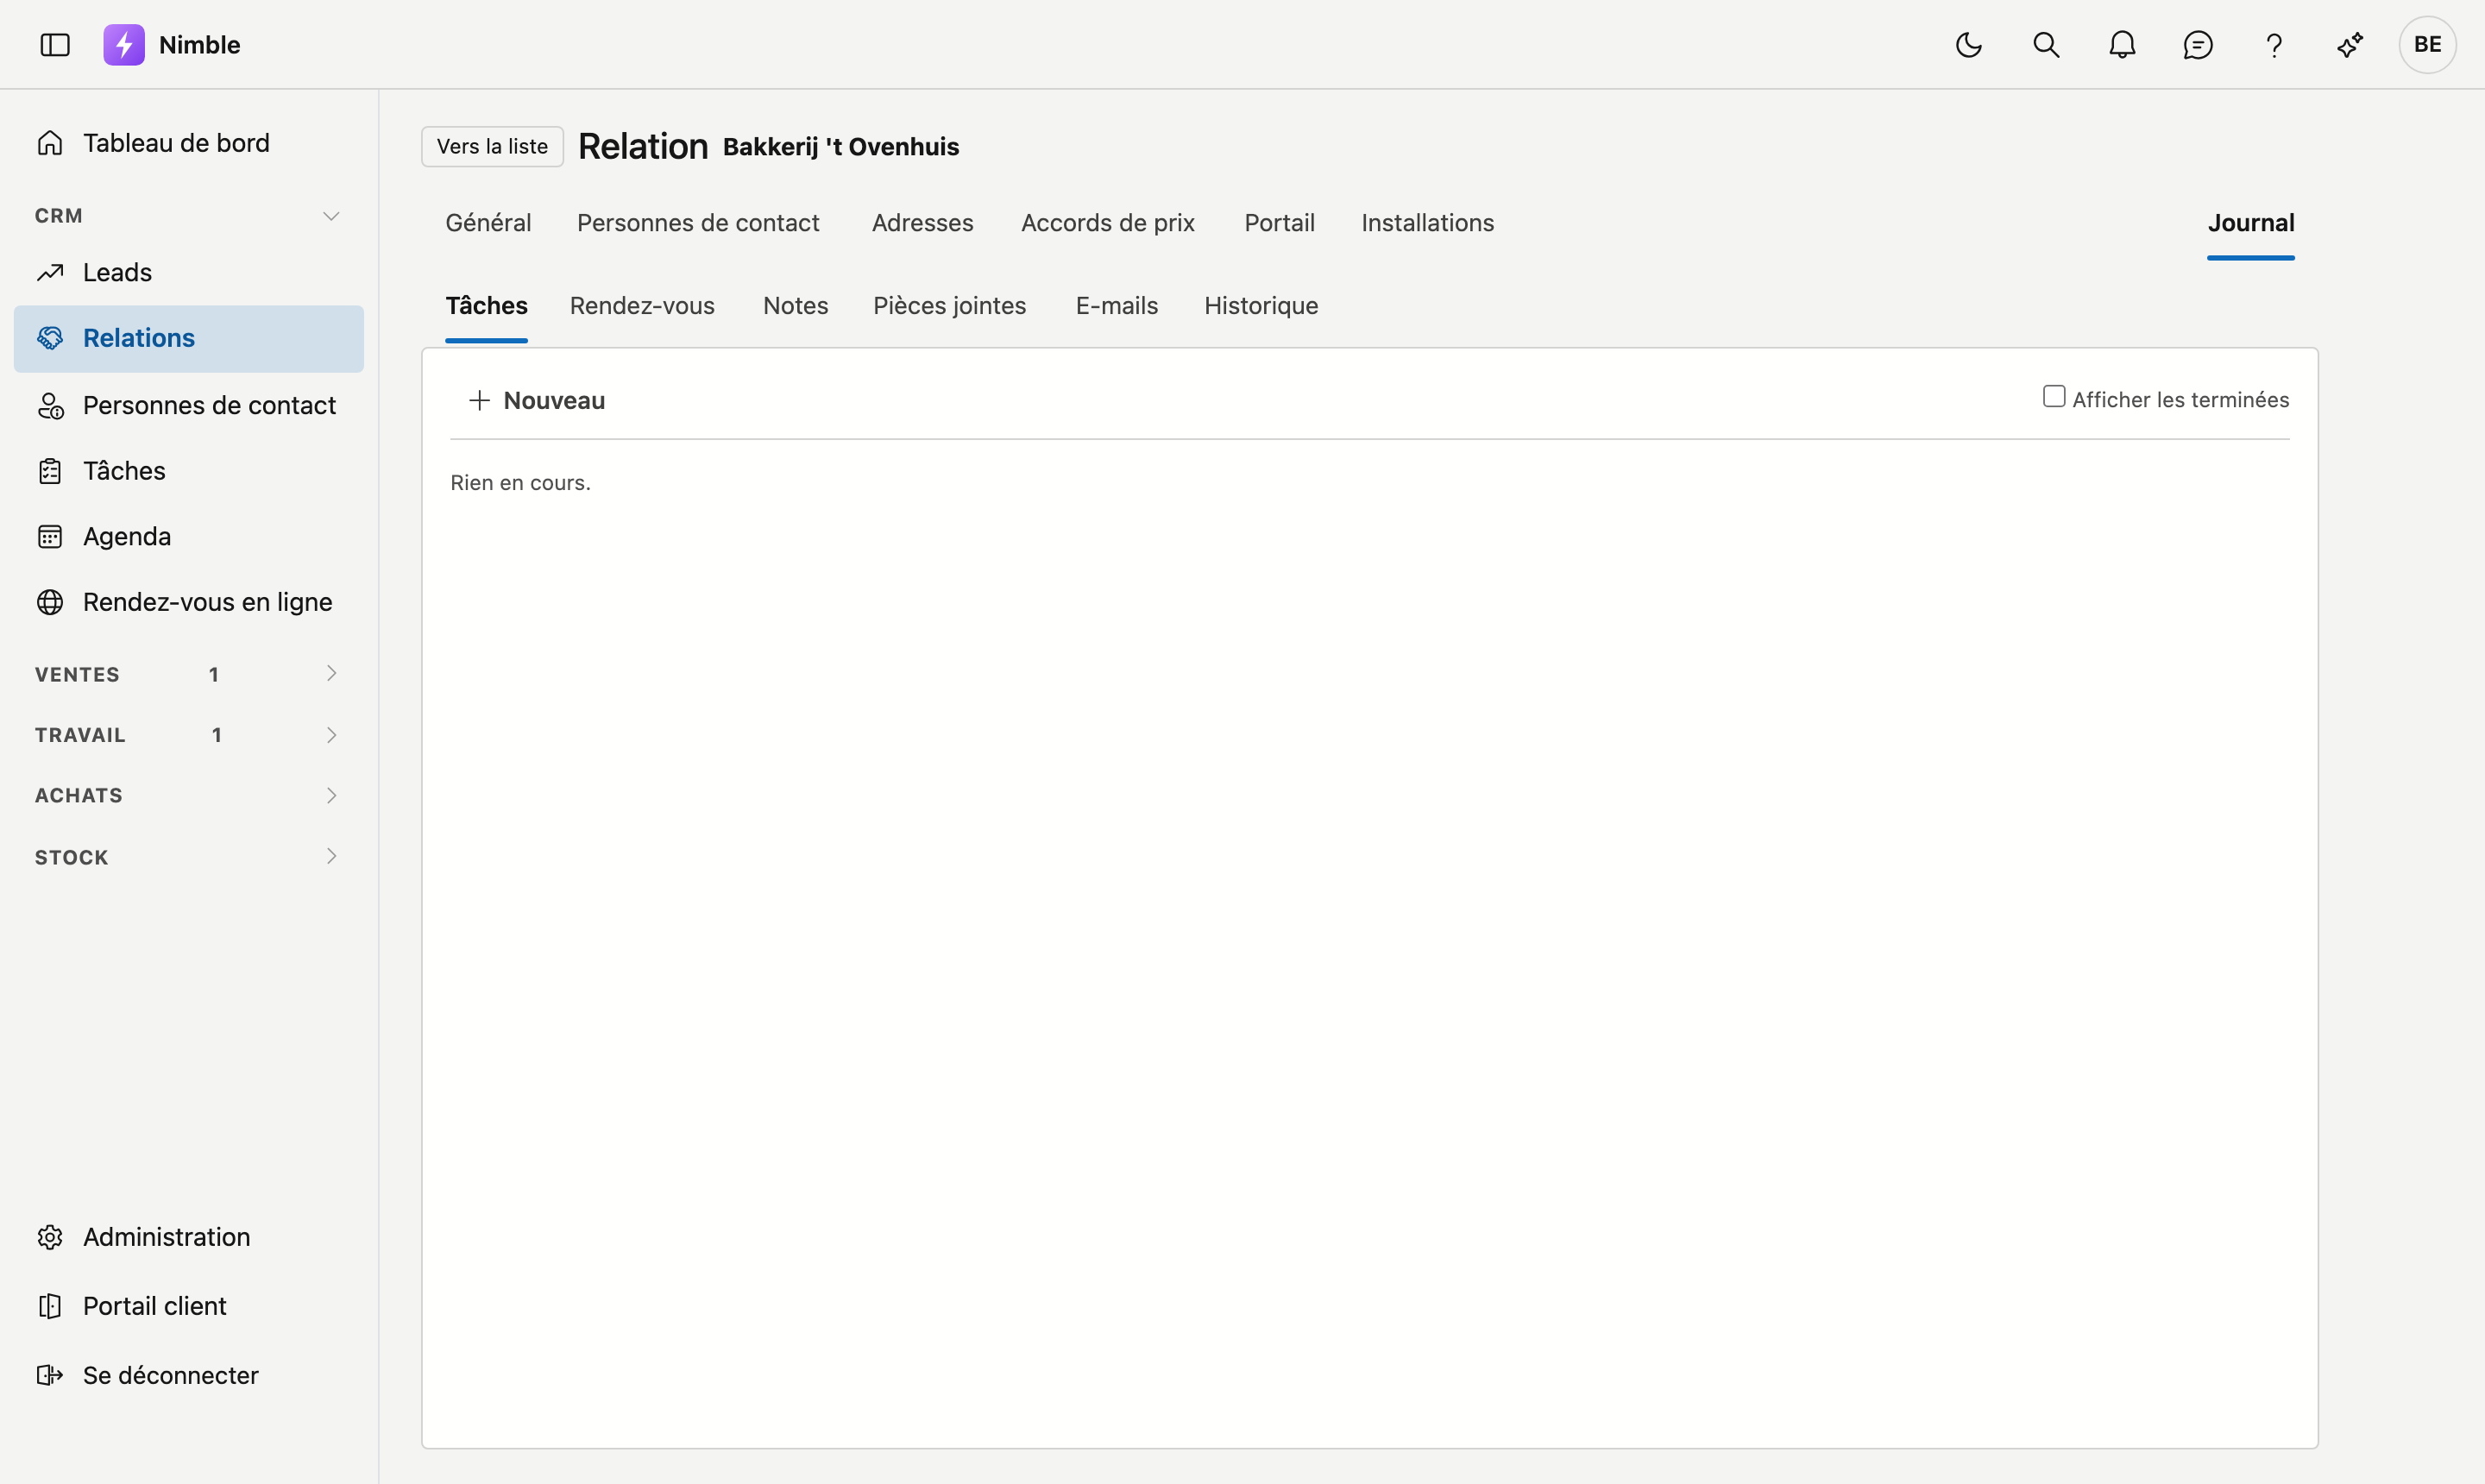 Nimble
BE
Tableau de bord
CRM
Leads
Relations
Personnes de contact
Tâches
Agenda
Rendez-vous en ligne
VENTES 1
TRAVAIL 1
ACHATS
STOCK
Administration
Portail client
Se déconnecter
Vers la liste Relation Bakkerij 't Ovenhuis
Général Personnes de contact Adresses Accords de prix Portail Installations Journal
Tâches Rendez-vous Notes Pièces jointes E-mails Historique
Nouveau Afficher les terminées
Rien en cours.